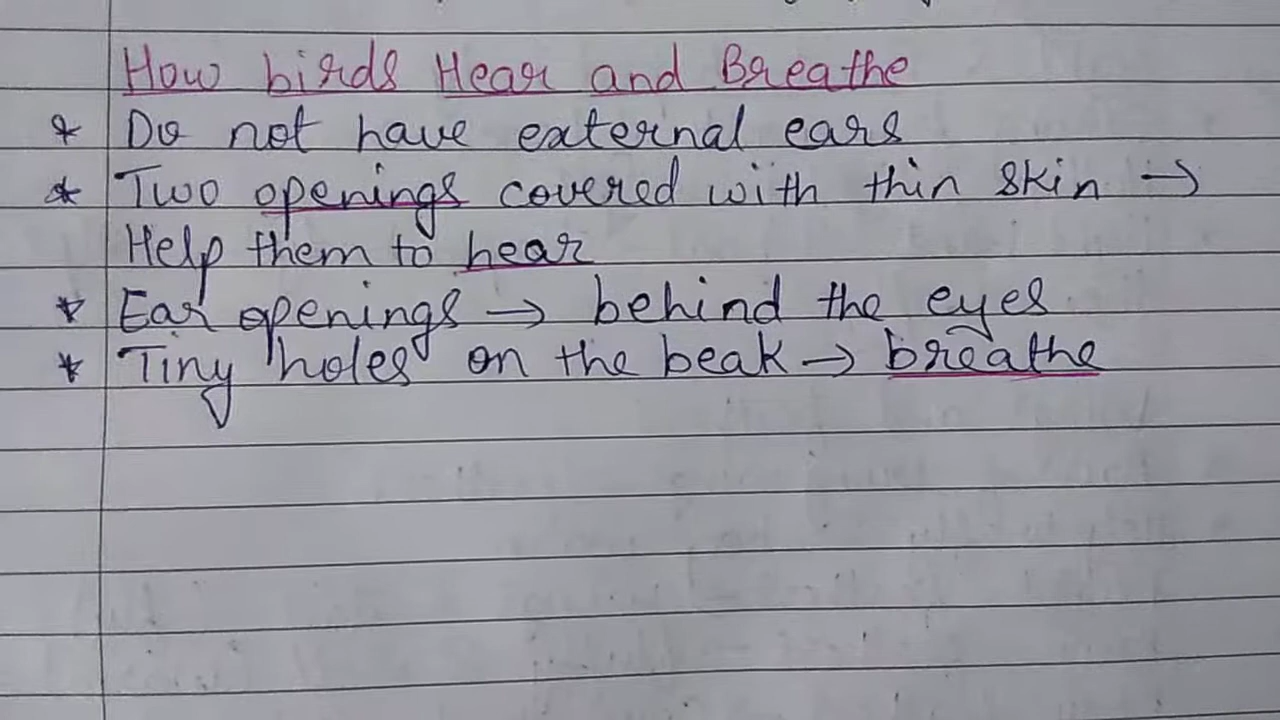 How birds Hear and Breathe
* Do not have external ears
* Two openings covered with thin skin →
Help them to hear
* Ear openings → behind the eyes
* Tiny holes on the beak → breathe